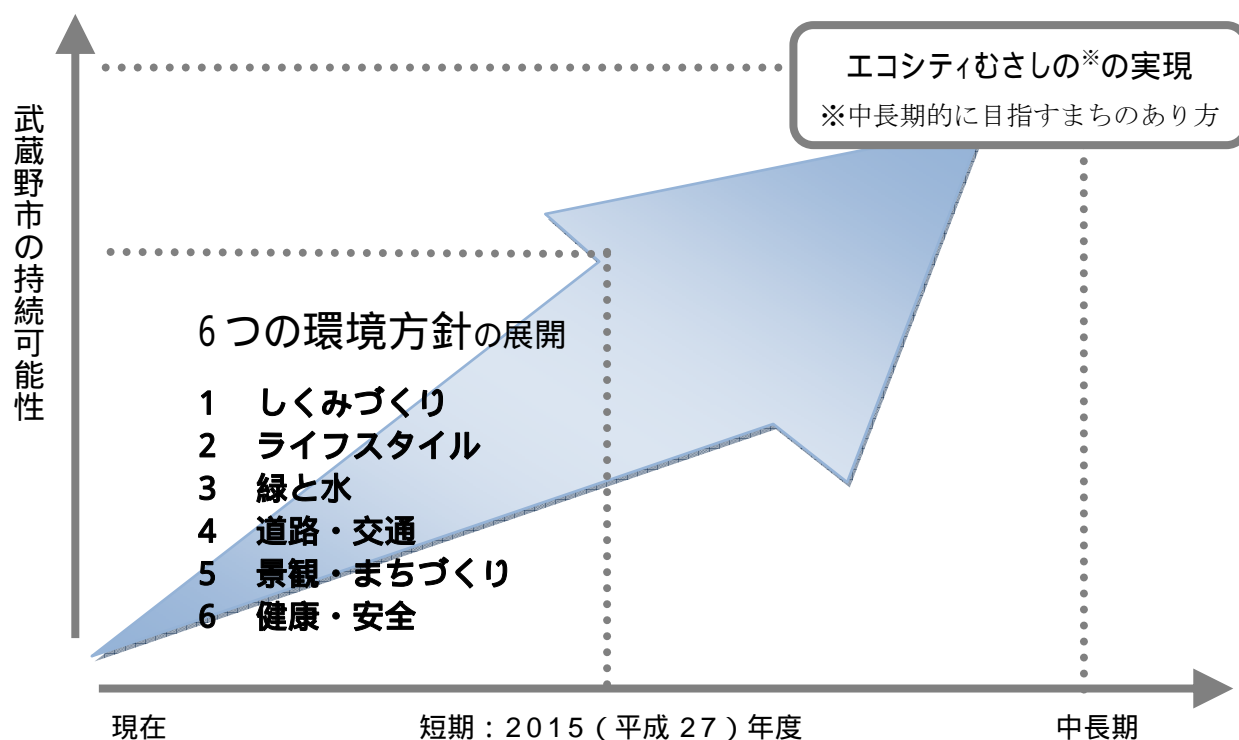 エコシティむさしの※の実現
※中長期的に目指すまちのあり方
武蔵野市の持続可能性
6つの環境方針の展開
1 しくみづくり
2 ライフスタイル
3 緑と水
4 道路・交通
5 景観・まちづくり
6 健康・安全
現在
短期：2015（平成 27）年度
中長期